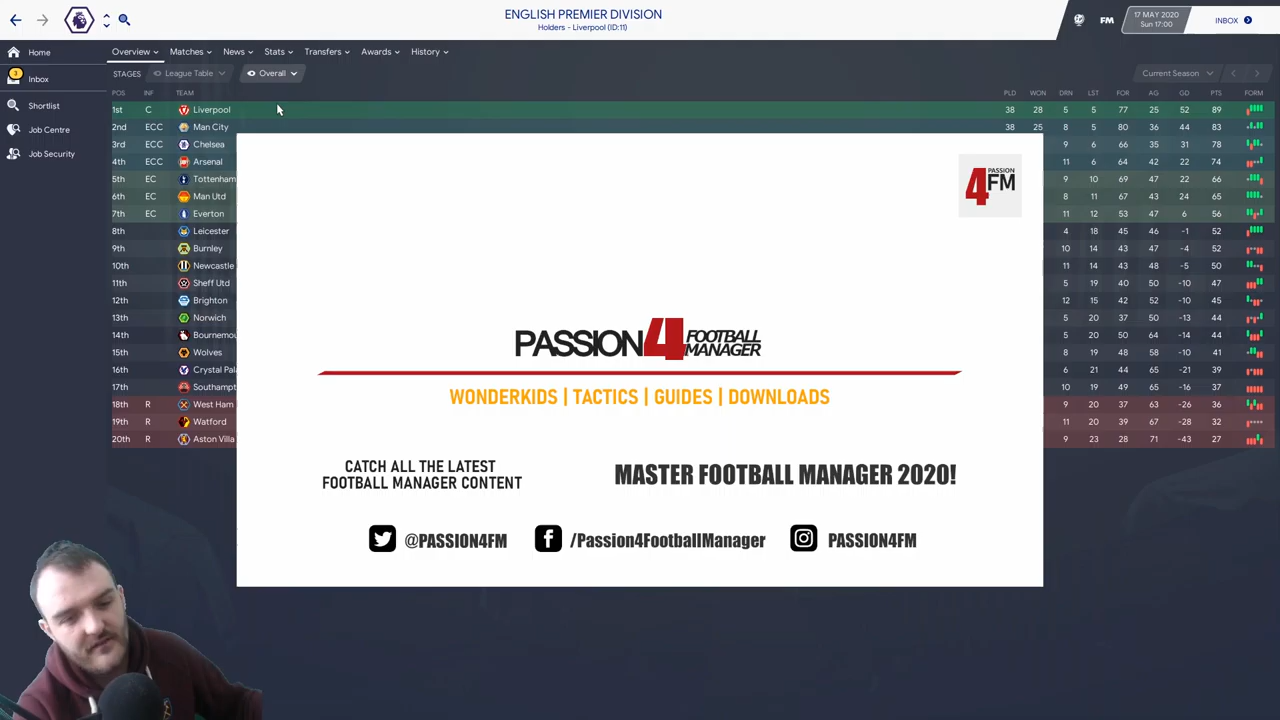 ENGLISH PREMIER DIVISION
Holders - Liverpool (ID:11)
17 MAY 2020
Sun 17:00
FM
INBOX
Home
3
Inbox
Shortlist
Job Centre
Job Security
Overview Matches News Stats Transfers Awards History
STAGES League Table Overall Current Season
POS INF TEAM PLD WON DRN LST FOR AG GD PTS FORM
1st C Liverpool 38 28 5 5 77 25 52 89
2nd ECC Man City 38 25 8 5 80 36 44 83
3rd ECC Chelsea 9 6 66 35 31 78
4th ECC Arsenal 11 6 64 42 22 74
5th EC Tottenham 9 10 69 47 22 66
6th EC Man Utd 8 11 67 43 24 65
7th EC Everton 11 12 53 47 6 56
8th Leicester 4 18 45 46 -1 52
9th Burnley 10 14 43 47 -4 52
10th Newcastle 11 14 43 48 -5 50
11th Sheff Utd 5 19 40 50 -10 47
12th Brighton 12 15 42 52 -10 45
13th Norwich 5 20 37 50 -13 44
14th Bournemou 5 20 50 64 -14 44
15th Wolves 8 19 48 58 -10 41
16th Crystal Pala 6 21 44 65 -21 39
17th Southampt 10 19 49 65 -16 37
18th R West Ham 9 20 37 63 -26 36
19th R Watford 11 20 39 67 -28 32
20th R Aston Villa 9 23 28 71 -43 27
4 PASSION FM
PASSION 4 FOOTBALL MANAGER
WONDERKIDS | TACTICS | GUIDES | DOWNLOADS
CATCH ALL THE LATEST
FOOTBALL MANAGER CONTENT
MASTER FOOTBALL MANAGER 2020!
@PASSION4FM
/Passion4FootballManager
PASSION4FM